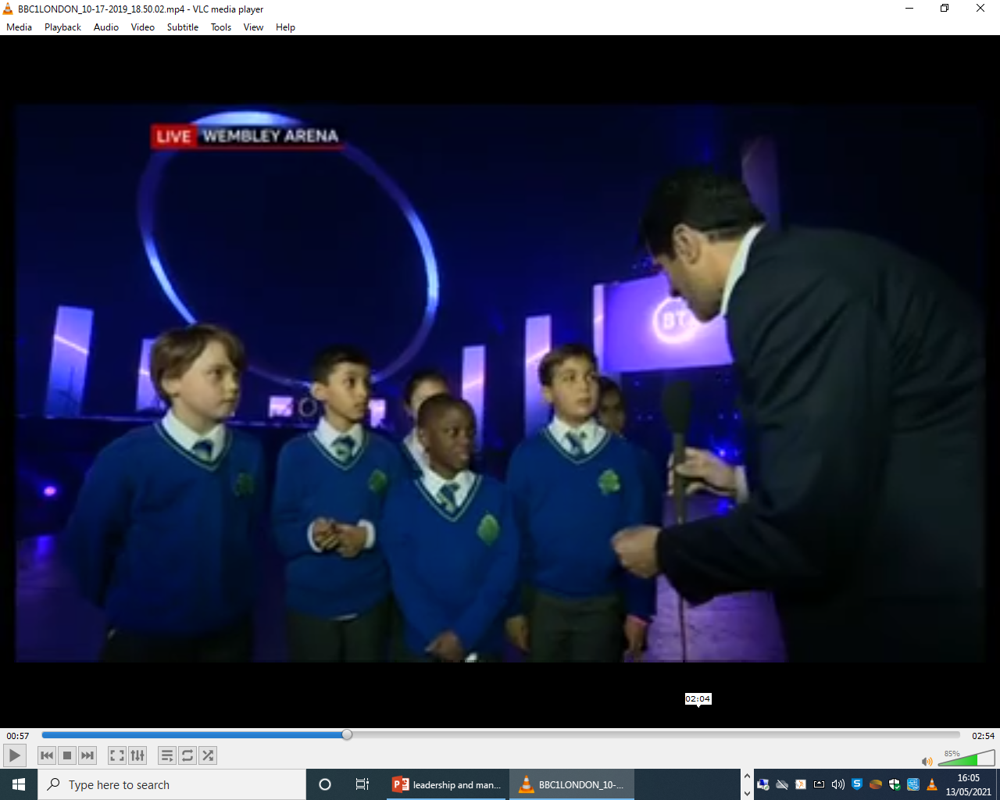 BBC1LONDON_10-17-2019_18.50.02.mp4 - VLC media player
Media Playback Audio Video Subtitle Tools View Help
LIVE WEMBLEY ARENA
BT
02:04
00:57
02:54
85%
Type here to search
leadership and man...
BBC1LONDON_10-...
16:05
13/05/2021